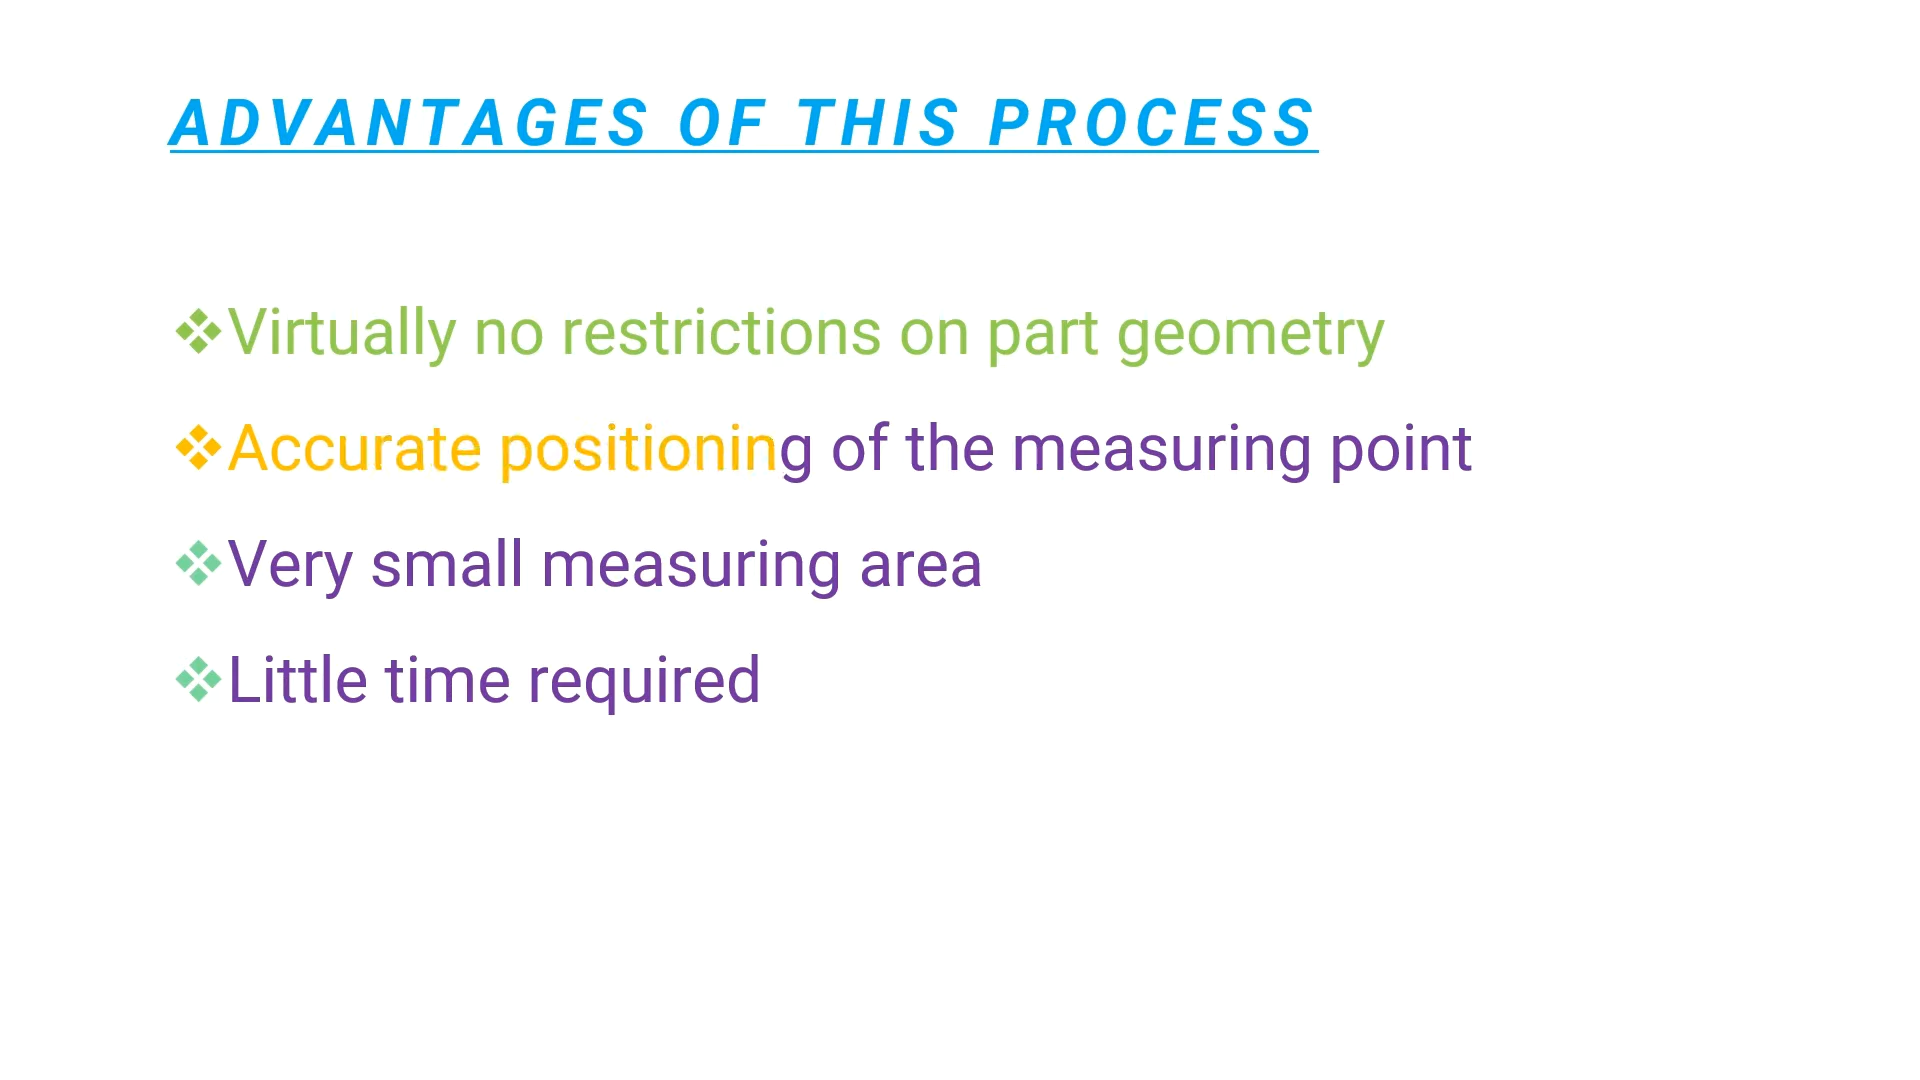 ADVANTAGES OF THIS PROCESS
❖Virtually no restrictions on part geometry
❖Accurate positioning of the measuring point
❖Very small measuring area
❖Little time required